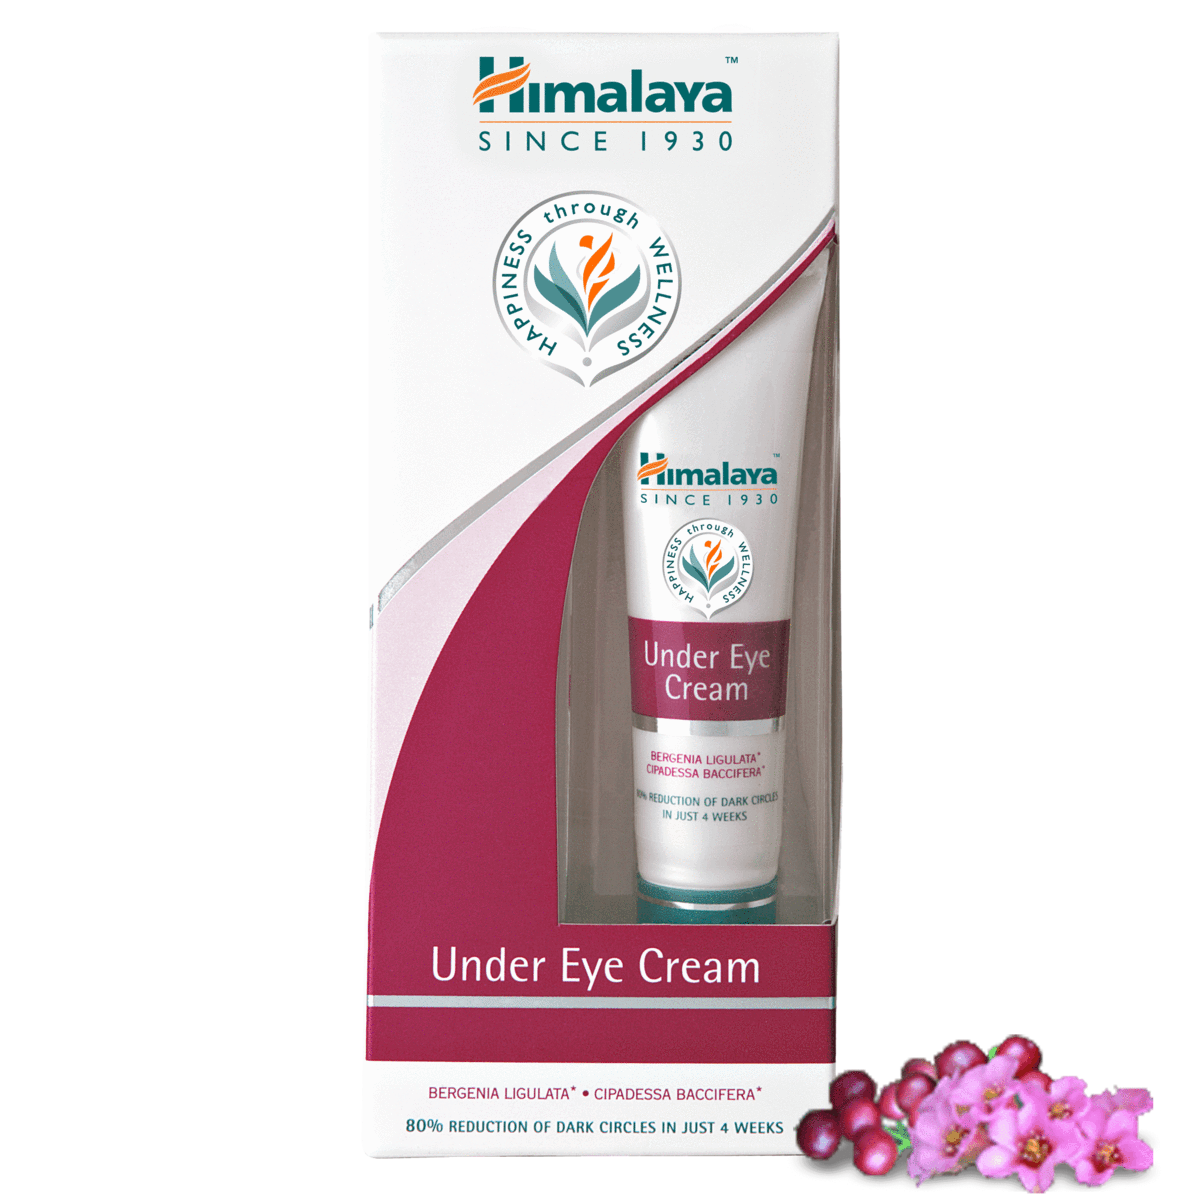 Himalaya™
SINCE 1930
HAPPINESS through WELLNESS
Himalaya™
SINCE 1930
HAPPINESS through WELLNESS
Under Eye
Cream
BERGENIA LIGULATA*
CIPADESSA BACCIFERA*
80% REDUCTION OF DARK CIRCLES
IN JUST 4 WEEKS
Under Eye Cream
BERGENIA LIGULATA* • CIPADESSA BACCIFERA*
80% REDUCTION OF DARK CIRCLES IN JUST 4 WEEKS